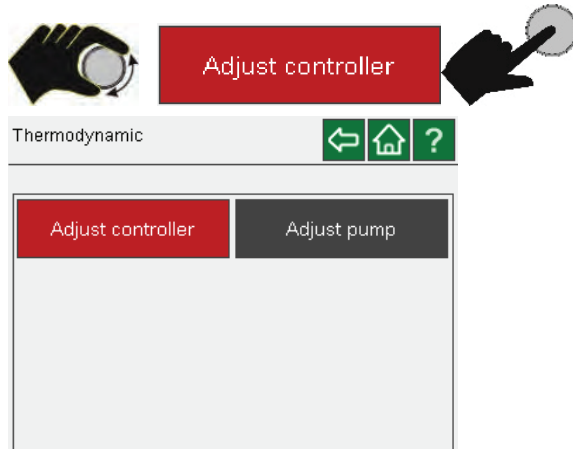 Adjust controller
Thermodynamic ?
Adjust controller Adjust pump